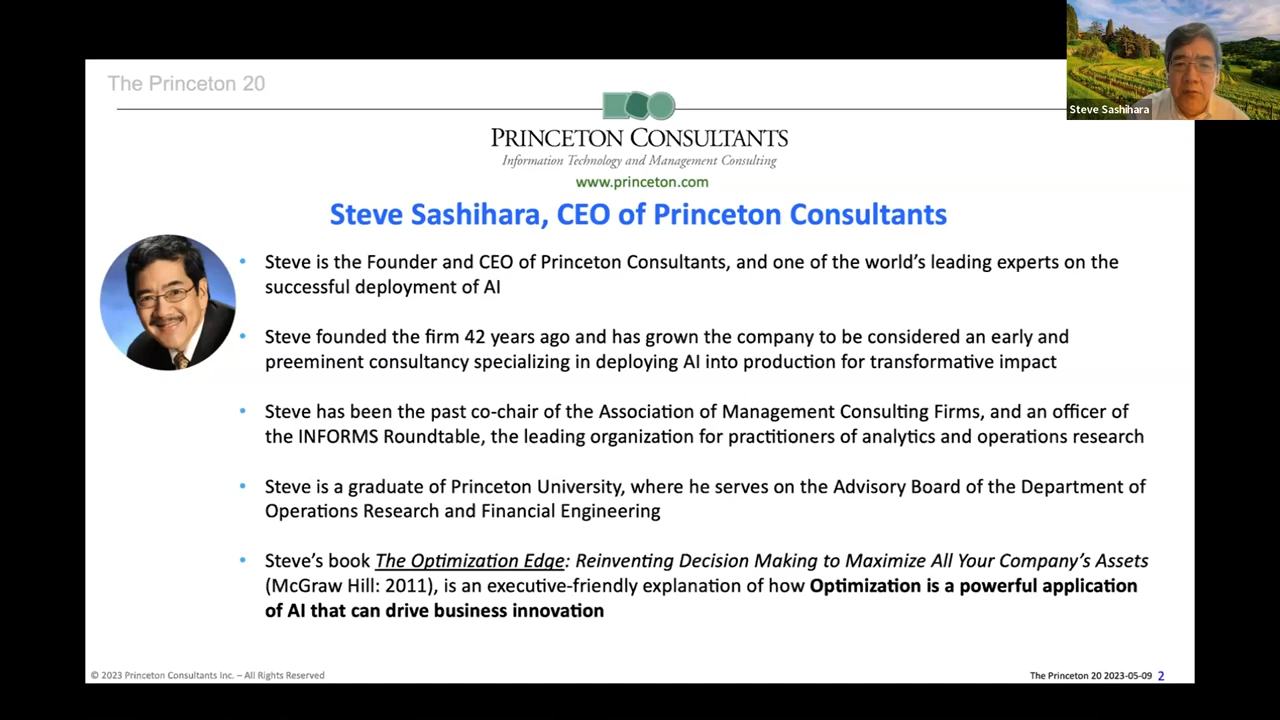 The Princeton 20
Steve Sashihara
PRINCETON CONSULTANTS
Information Technology and Management Consulting
www.princeton.com
Steve Sashihara, CEO of Princeton Consultants
• Steve is the Founder and CEO of Princeton Consultants, and one of the world's leading experts on the
successful deployment of AI
• Steve founded the firm 42 years ago and has grown the company to be considered an early and
preeminent consultancy specializing in deploying AI into production for transformative impact
• Steve has been the past co-chair of the Association of Management Consulting Firms, and an officer of
the INFORMS Roundtable, the leading organization for practitioners of analytics and operations research
• Steve is a graduate of Princeton University, where he serves on the Advisory Board of the Department of
Operations Research and Financial Engineering
• Steve's book The Optimization Edge: Reinventing Decision Making to Maximize All Your Company's Assets
(McGraw Hill: 2011), is an executive-friendly explanation of how Optimization is a powerful application
of AI that can drive business innovation
© 2023 Princeton Consultants Inc. – All Rights Reserved
The Princeton 20 2023-05-09 2